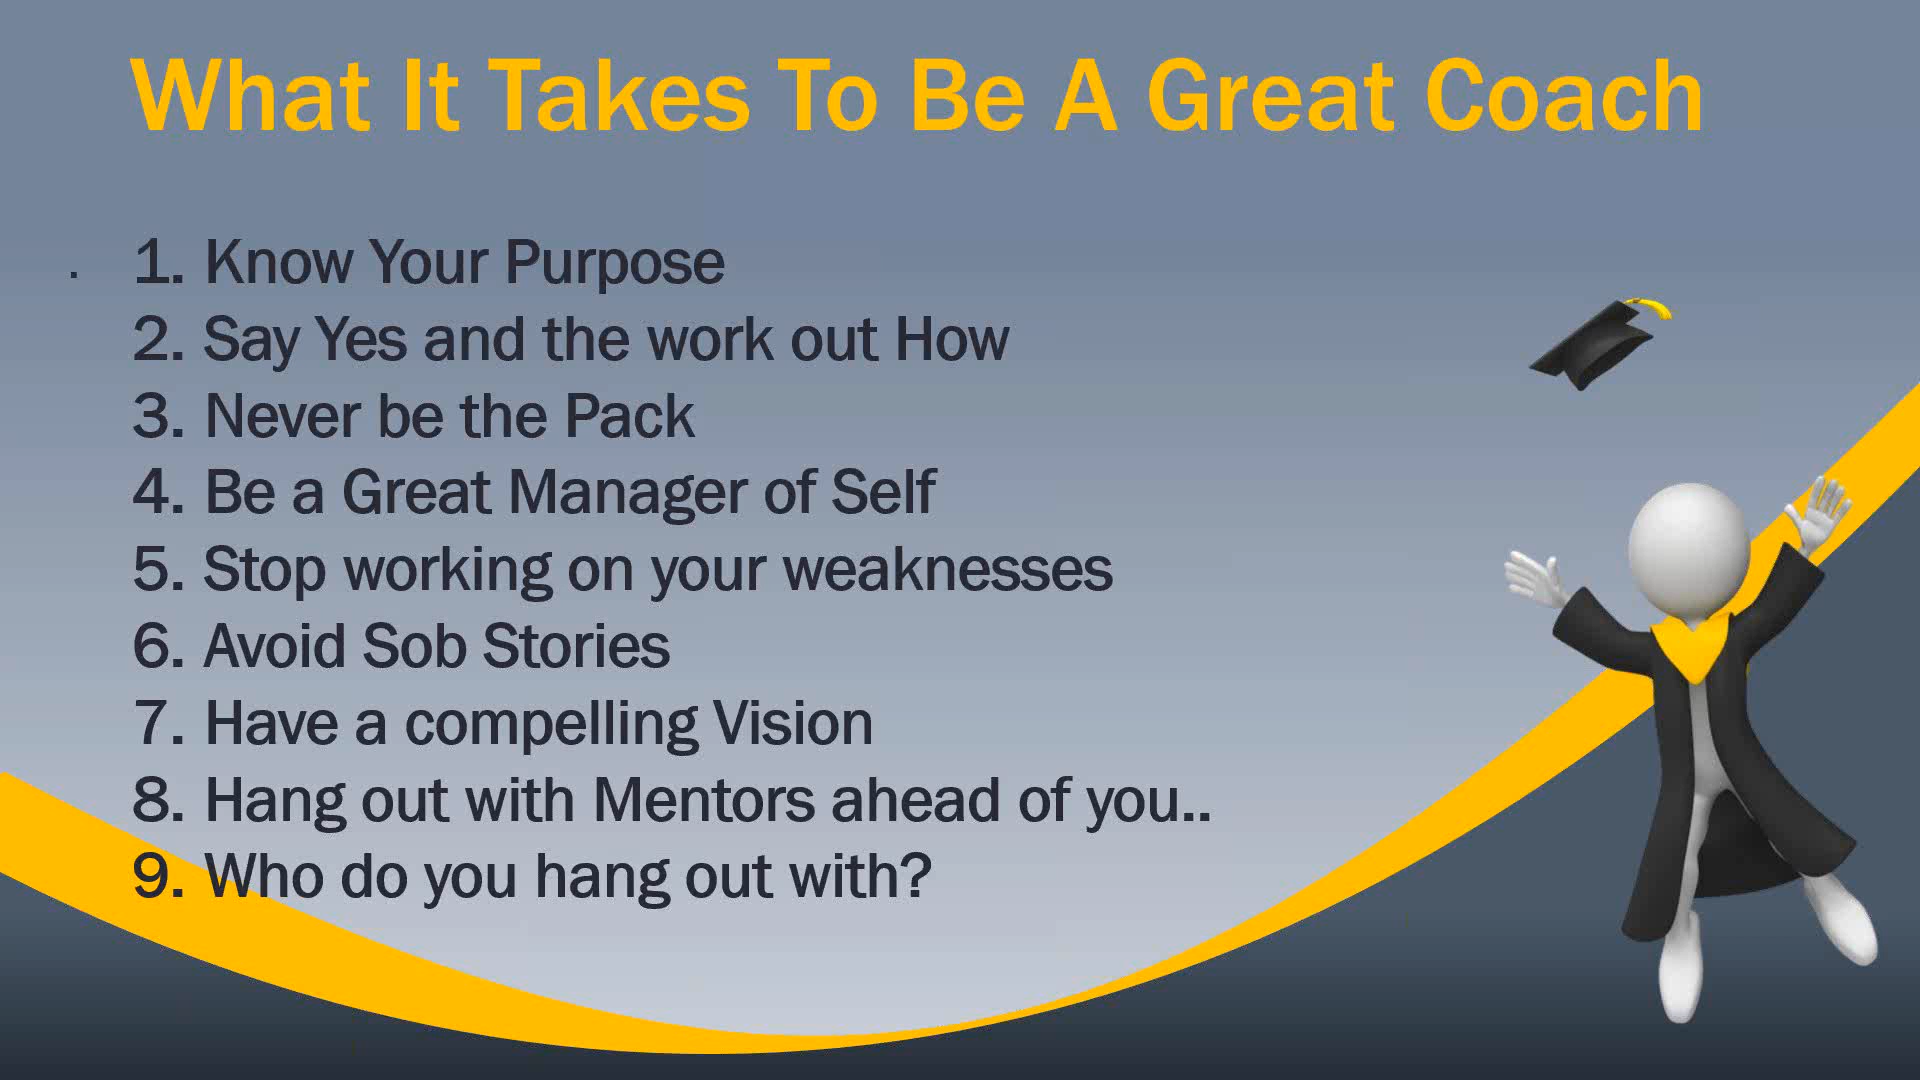 What It Takes To Be A Great Coach
. 1. Know Your Purpose
2. Say Yes and the work out How
3. Never be the Pack
4. Be a Great Manager of Self
5. Stop working on your weaknesses
6. Avoid Sob Stories
7. Have a compelling Vision
8. Hang out with Mentors ahead of you..
9. Who do you hang out with?